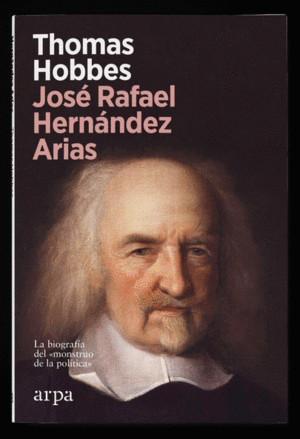 Thomas
Hobbes
José Rafael
Hernández
Arias
La biografía
del «monstruo
de la política»
arpa